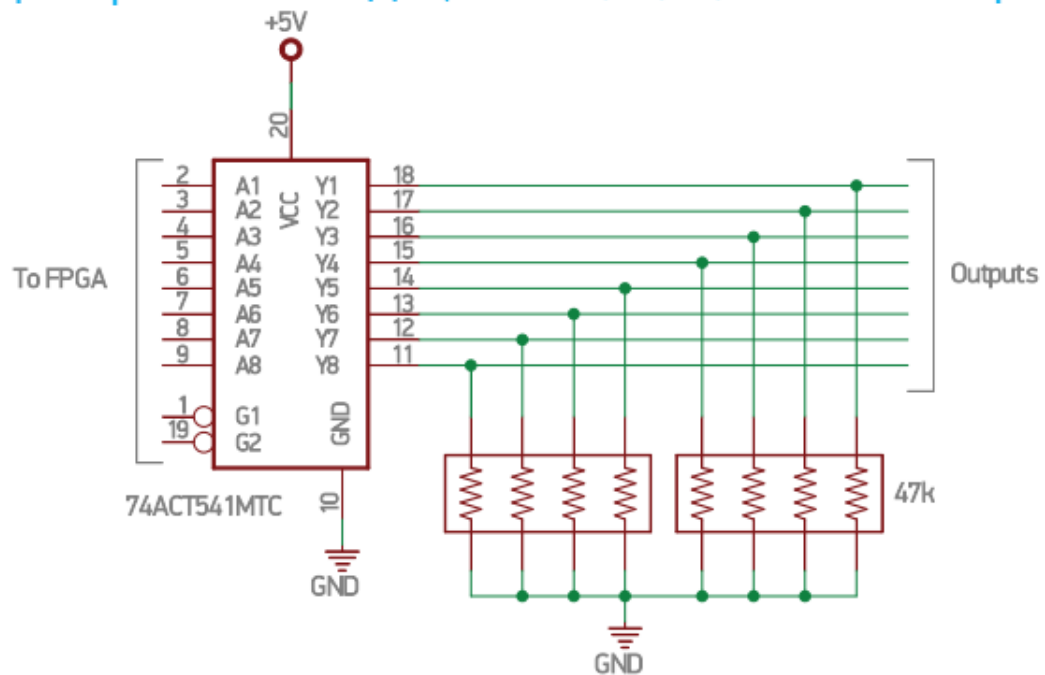 +5V
20
2 A1 VCC Y1 18
3 A2 Y2 17
4 A3 Y3 16
5 A4 Y4 15
To FPGA
6 A5 Y5 14
Outputs
7 A6 Y6 13
8 A7 Y7 12
9 A8 Y8 11
1 G1 GND
19 G2
74ACT541MTC
10
47k
GND
GND